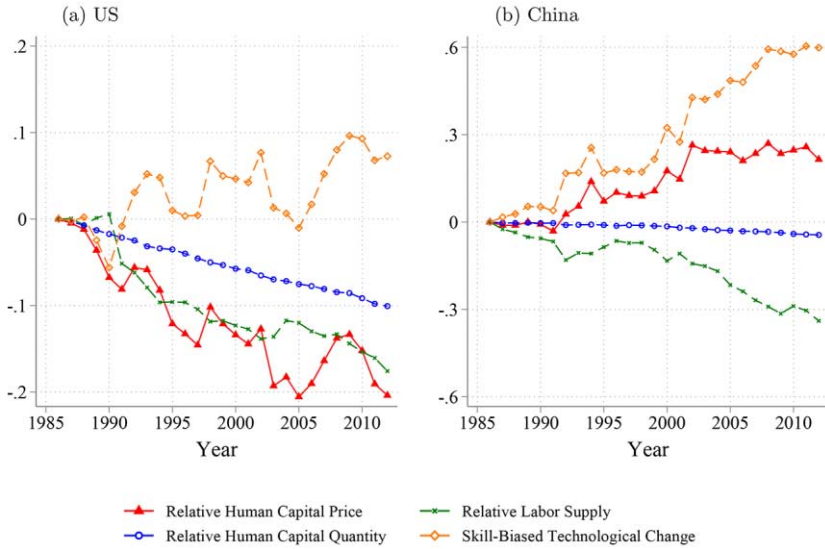 (a) US
(b) China
.2
.1
0
-.1
-.2
1985 1990 1995 2000 2005 2010
Year
.6
.3
0
-.3
-.6
1985 1990 1995 2000 2005 2010
Year
Relative Human Capital Price
Relative Human Capital Quantity
Relative Labor Supply
Skill-Biased Technological Change